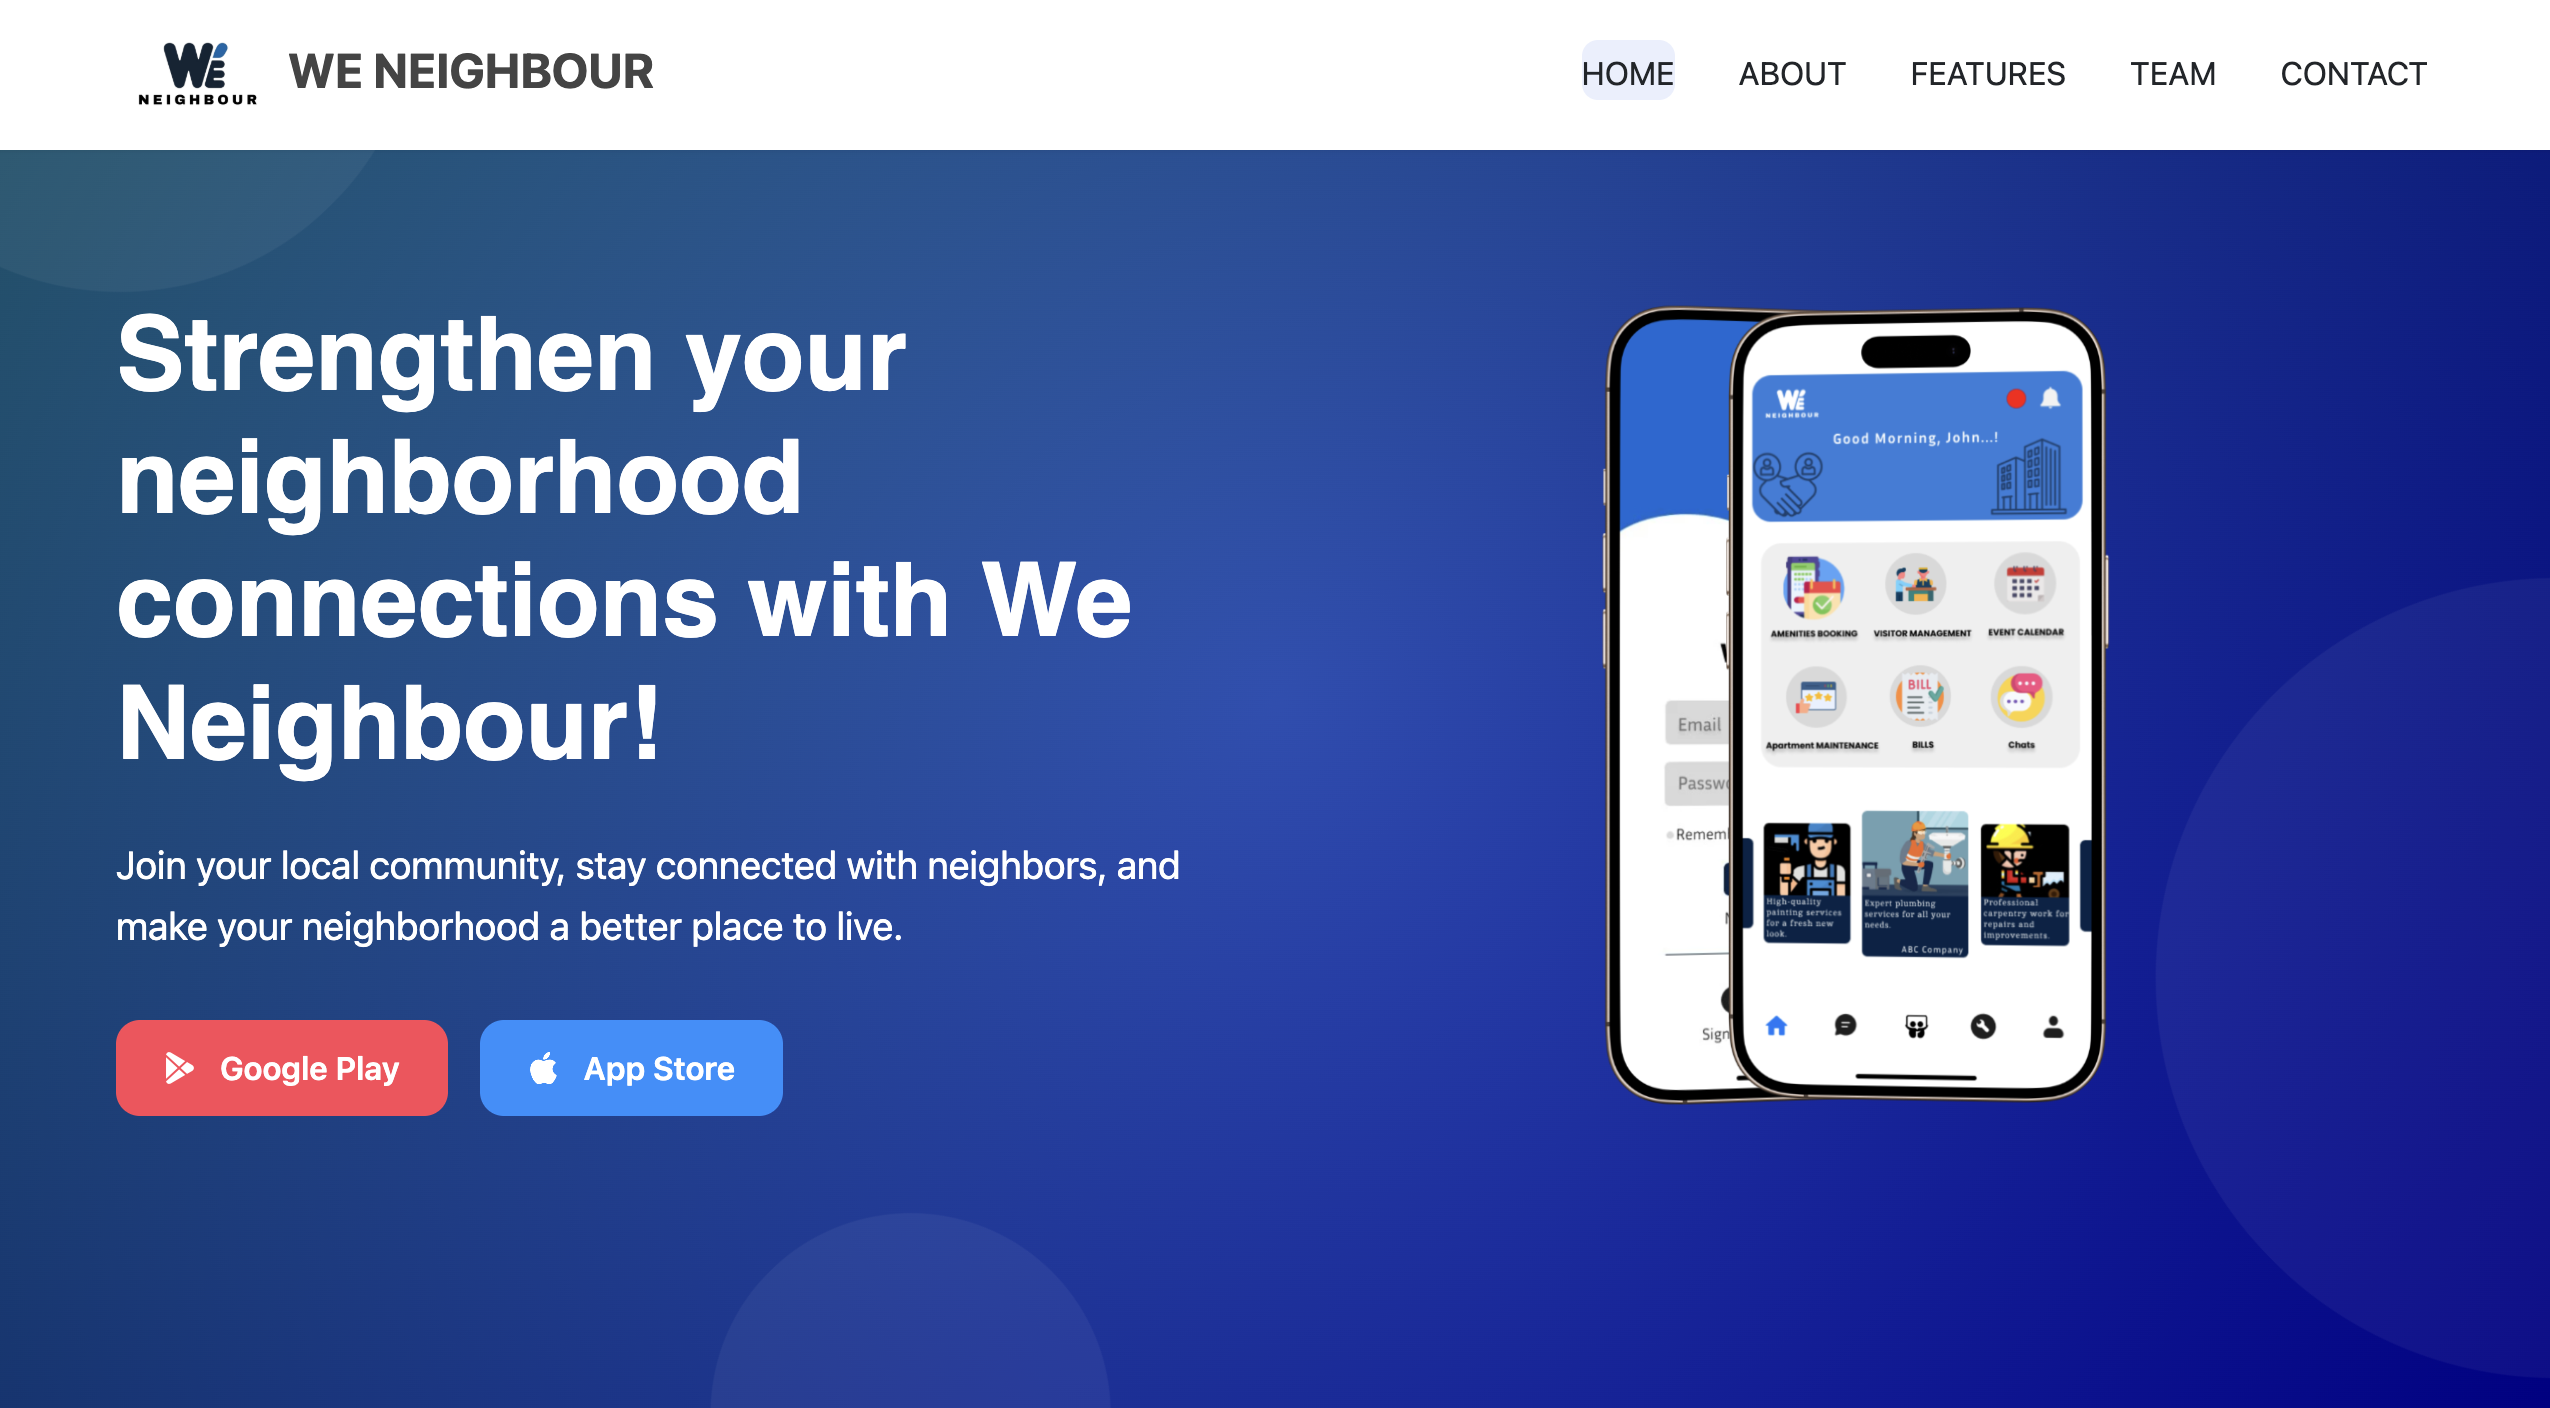 WE
NEIGHBOUR
WE NEIGHBOUR
HOME
ABOUT
FEATURES
TEAM
CONTACT
Strengthen your
neighborhood
connections with We
Neighbour!
Join your local community, stay connected with neighbors, and
make your neighborhood a better place to live.
Google Play
App Store
Email
WE
NEIGHBOUR
Good Morning, John...!
AMENITIES BOOKING
VISITOR MANAGEMENT
EVENT CALENDAR
BILL
Apartment MAINTENANCE
BILLS
Chats
High-quality
painting services
for a fresh new
look.
Expert plumbing
services for all your
needs.
ABC Company
Professional
carpentry work for
repairs and
improvements.